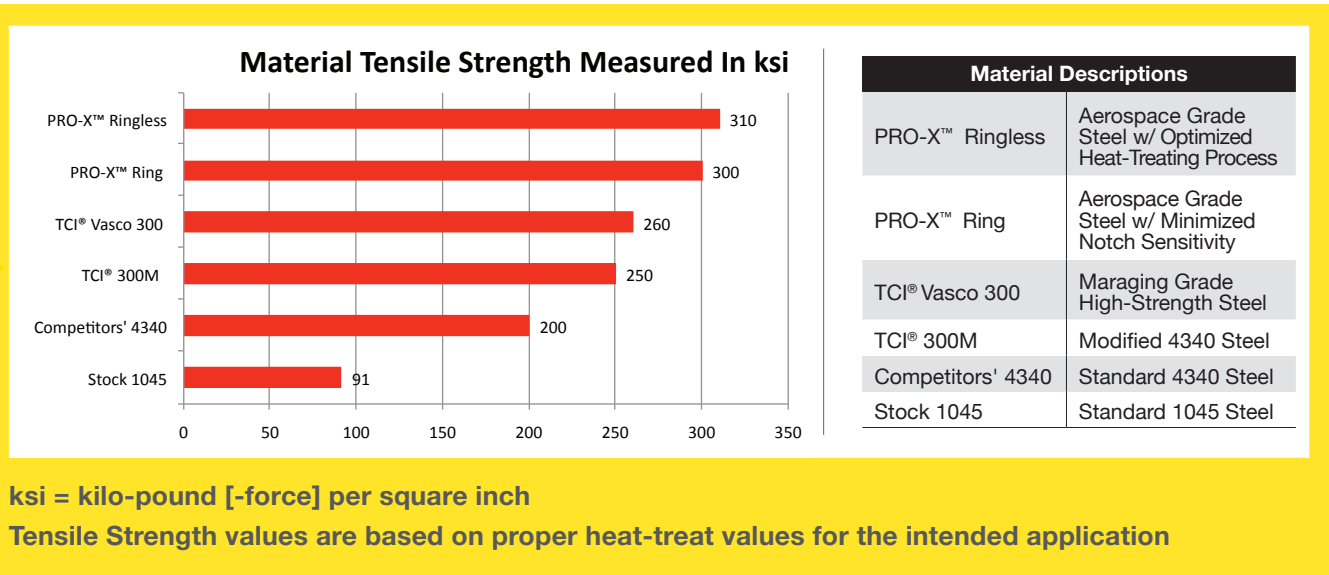 Material Tensile Strength Measured In ksi
PRO-X™ Ringless
310
PRO-X™ Ring
300
TCI® Vasco 300
260
TCI® 300M
250
Competitors' 4340
200
Stock 1045
91
0 50 100 150 200 250 300 350
Material Descriptions
PRO-X™ Ringless
Aerospace Grade
Steel w/ Optimized
Heat-Treating Process
PRO-X™ Ring
Aerospace Grade
Steel w/ Minimized
Notch Sensitivity
TCI® Vasco 300
Maraging Grade
High-Strength Steel
TCI® 300M
Modified 4340 Steel
Competitors' 4340
Standard 4340 Steel
Stock 1045
Standard 1045 Steel
ksi = kilo-pound [-force] per square inch
Tensile Strength values are based on proper heat-treat values for the intended application